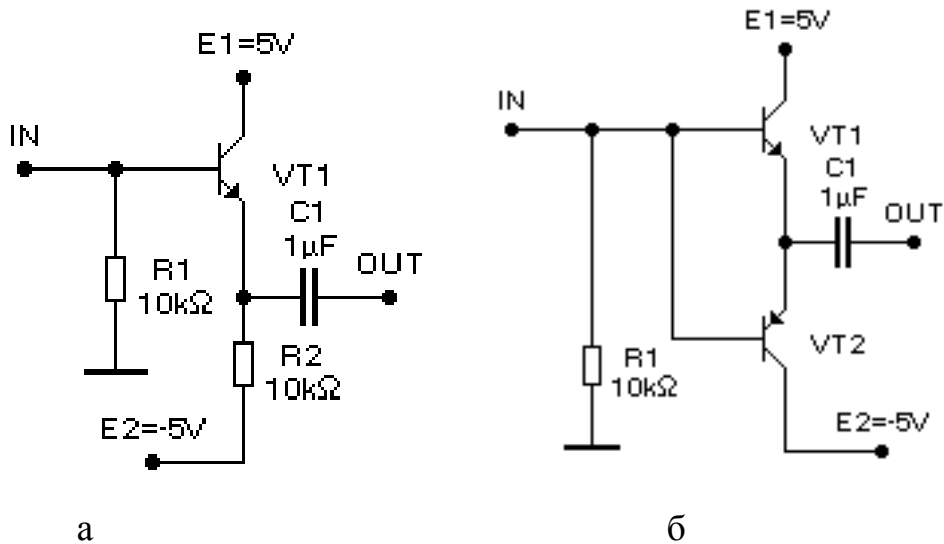 E1=5V
IN
VT1
C1
1µF
OUT
R1
10kΩ
R2
10kΩ
E2=-5V
а
E1=5V
IN
VT1
C1
1µF
OUT
R1
10kΩ
VT2
E2=-5V
б